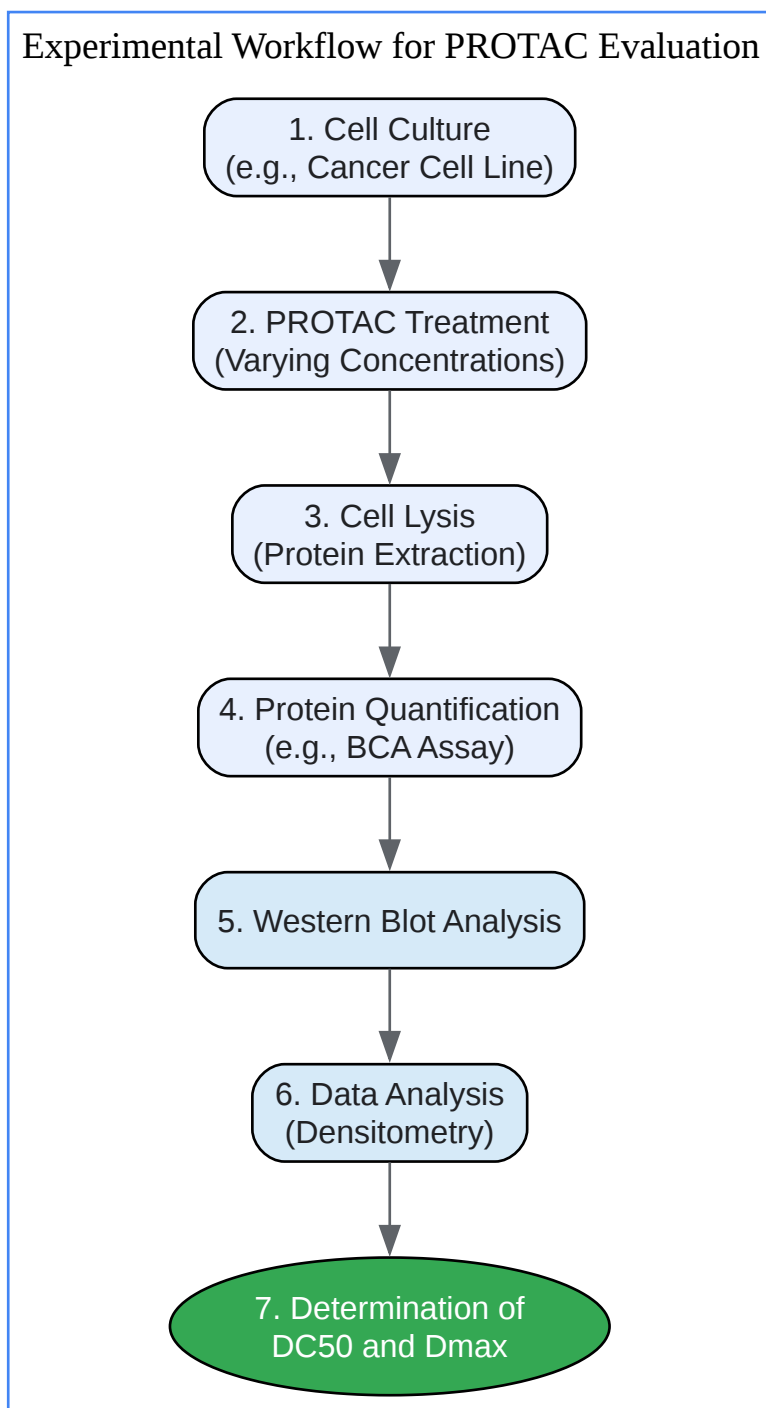 Experimental Workflow for PROTAC Evaluation
1. Cell Culture
(e.g., Cancer Cell Line)
2. PROTAC Treatment
(Varying Concentrations)
3. Cell Lysis
(Protein Extraction)
4. Protein Quantification
(e.g., BCA Assay)
5. Western Blot Analysis
6. Data Analysis
(Densitometry)
7. Determination of
DC50 and Dmax